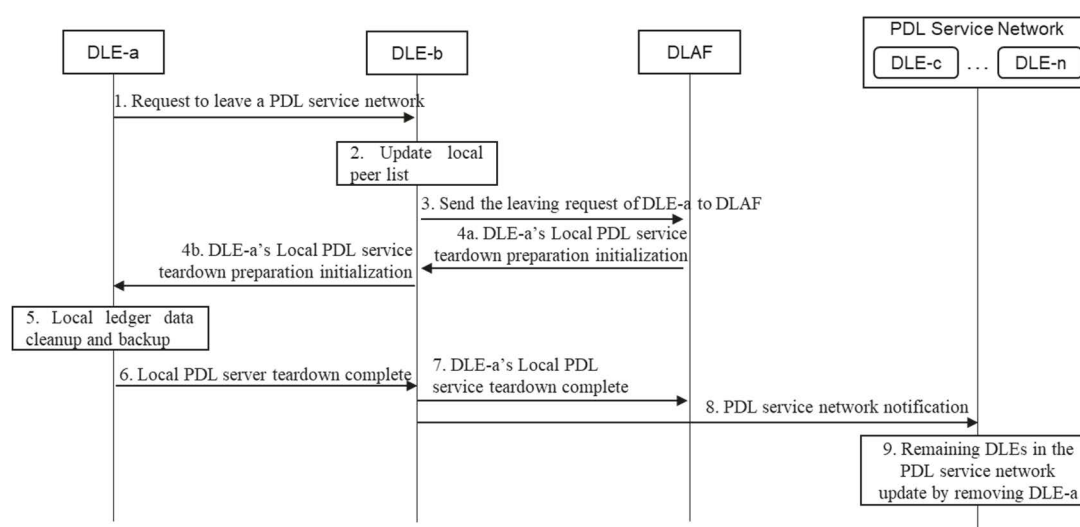 PDL Service Network
DLE-a
DLE-b
DLAF
DLE-c
...
DLE-n
1. Request to leave a PDL service network
2. Update local
peer list
3. Send the leaving request of DLE-a to DLAF
4a. DLE-a's Local PDL service
teardown preparation initialization
4b. DLE-a's Local PDL service
teardown preparation initialization
5. Local ledger data
cleanup and backup
6. Local PDL server teardown complete
7. DLE-a's Local PDL
service teardown complete
8. PDL service network notification
9. Remaining DLEs in the
PDL service network
update by removing DLE-a